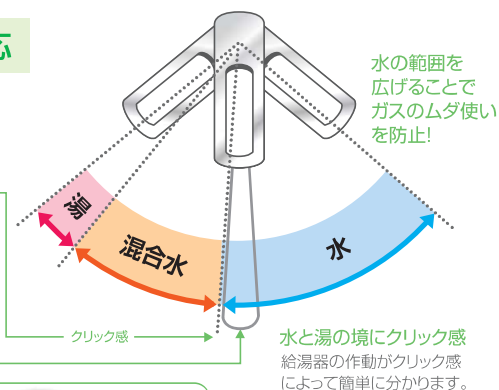 応
水の範囲を
広げることで
ガスのムダ使い
を防止!
湯
混合水
水
クリック感
水と湯の境にクリック感
給湯器の作動がクリック感
によって簡単に分かります。